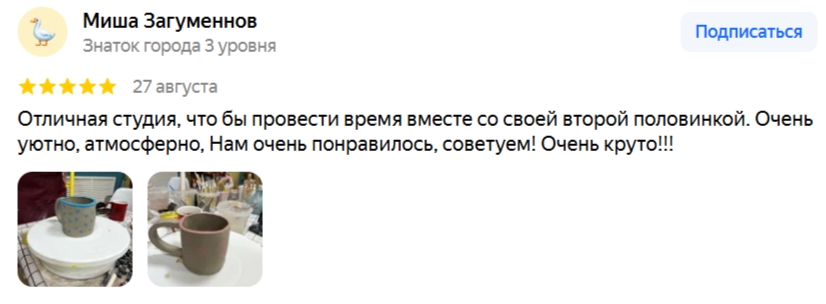 Миша Загуменнов
Знаток города 3 уровня
Подписаться
27 августа
Отличная студия, что бы провести время вместе со своей второй половинкой. Очень
уютно, атмосферно, Нам очень понравилось, советуем! Очень круто!!!